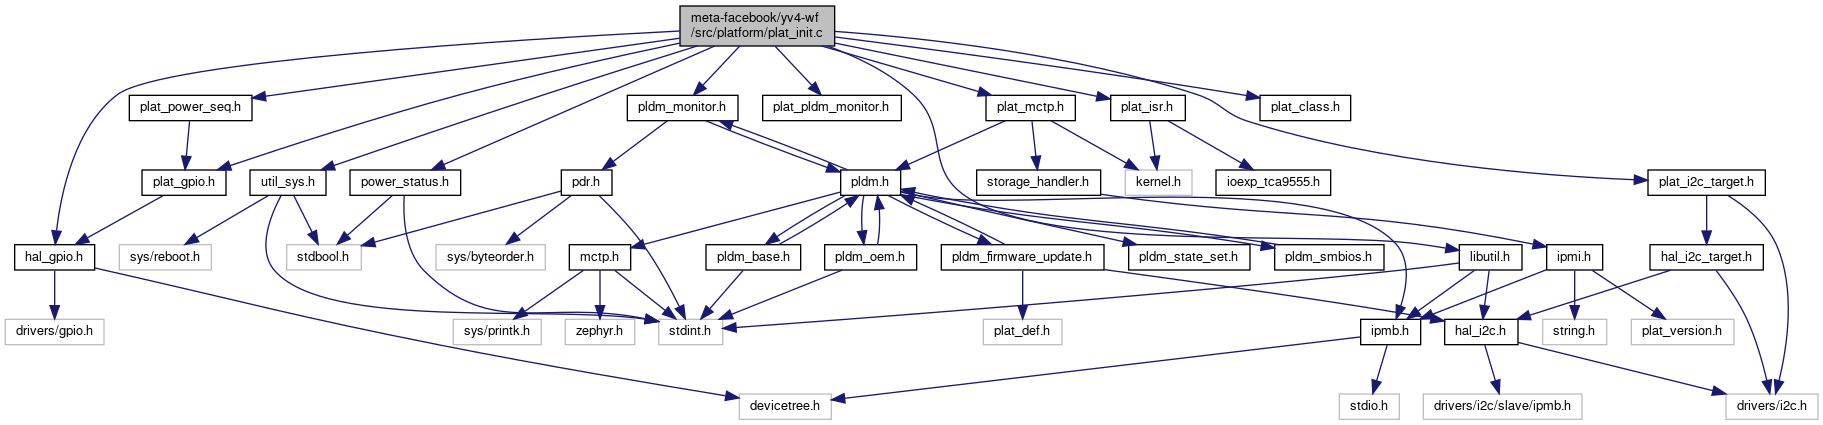 meta-facebook/yv4-wf
/src/platform/plat_init.c
plat_power_seq.h
pldm_monitor.h
plat_pldm_monitor.h
plat_mctp.h
plat_isr.h
plat_class.h
plat_gpio.h
util_sys.h
power_status.h
pdr.h
pldm.h
storage_handler.h
kernel.h
ioexp_tca9555.h
plat_i2c_target.h
hal_gpio.h
sys/reboot.h
stdbool.h
sys/byteorder.h
mctp.h
pldm_base.h
pldm_oem.h
pldm_firmware_update.h
pldm_state_set.h
pldm_smbios.h
libutil.h
ipmi.h
hal_i2c_target.h
drivers/gpio.h
sys/printk.h
zephyr.h
stdint.h
plat_def.h
ipmb.h
hal_i2c.h
string.h
plat_version.h
devicetree.h
stdio.h
drivers/i2c/slave/ipmb.h
drivers/i2c.h